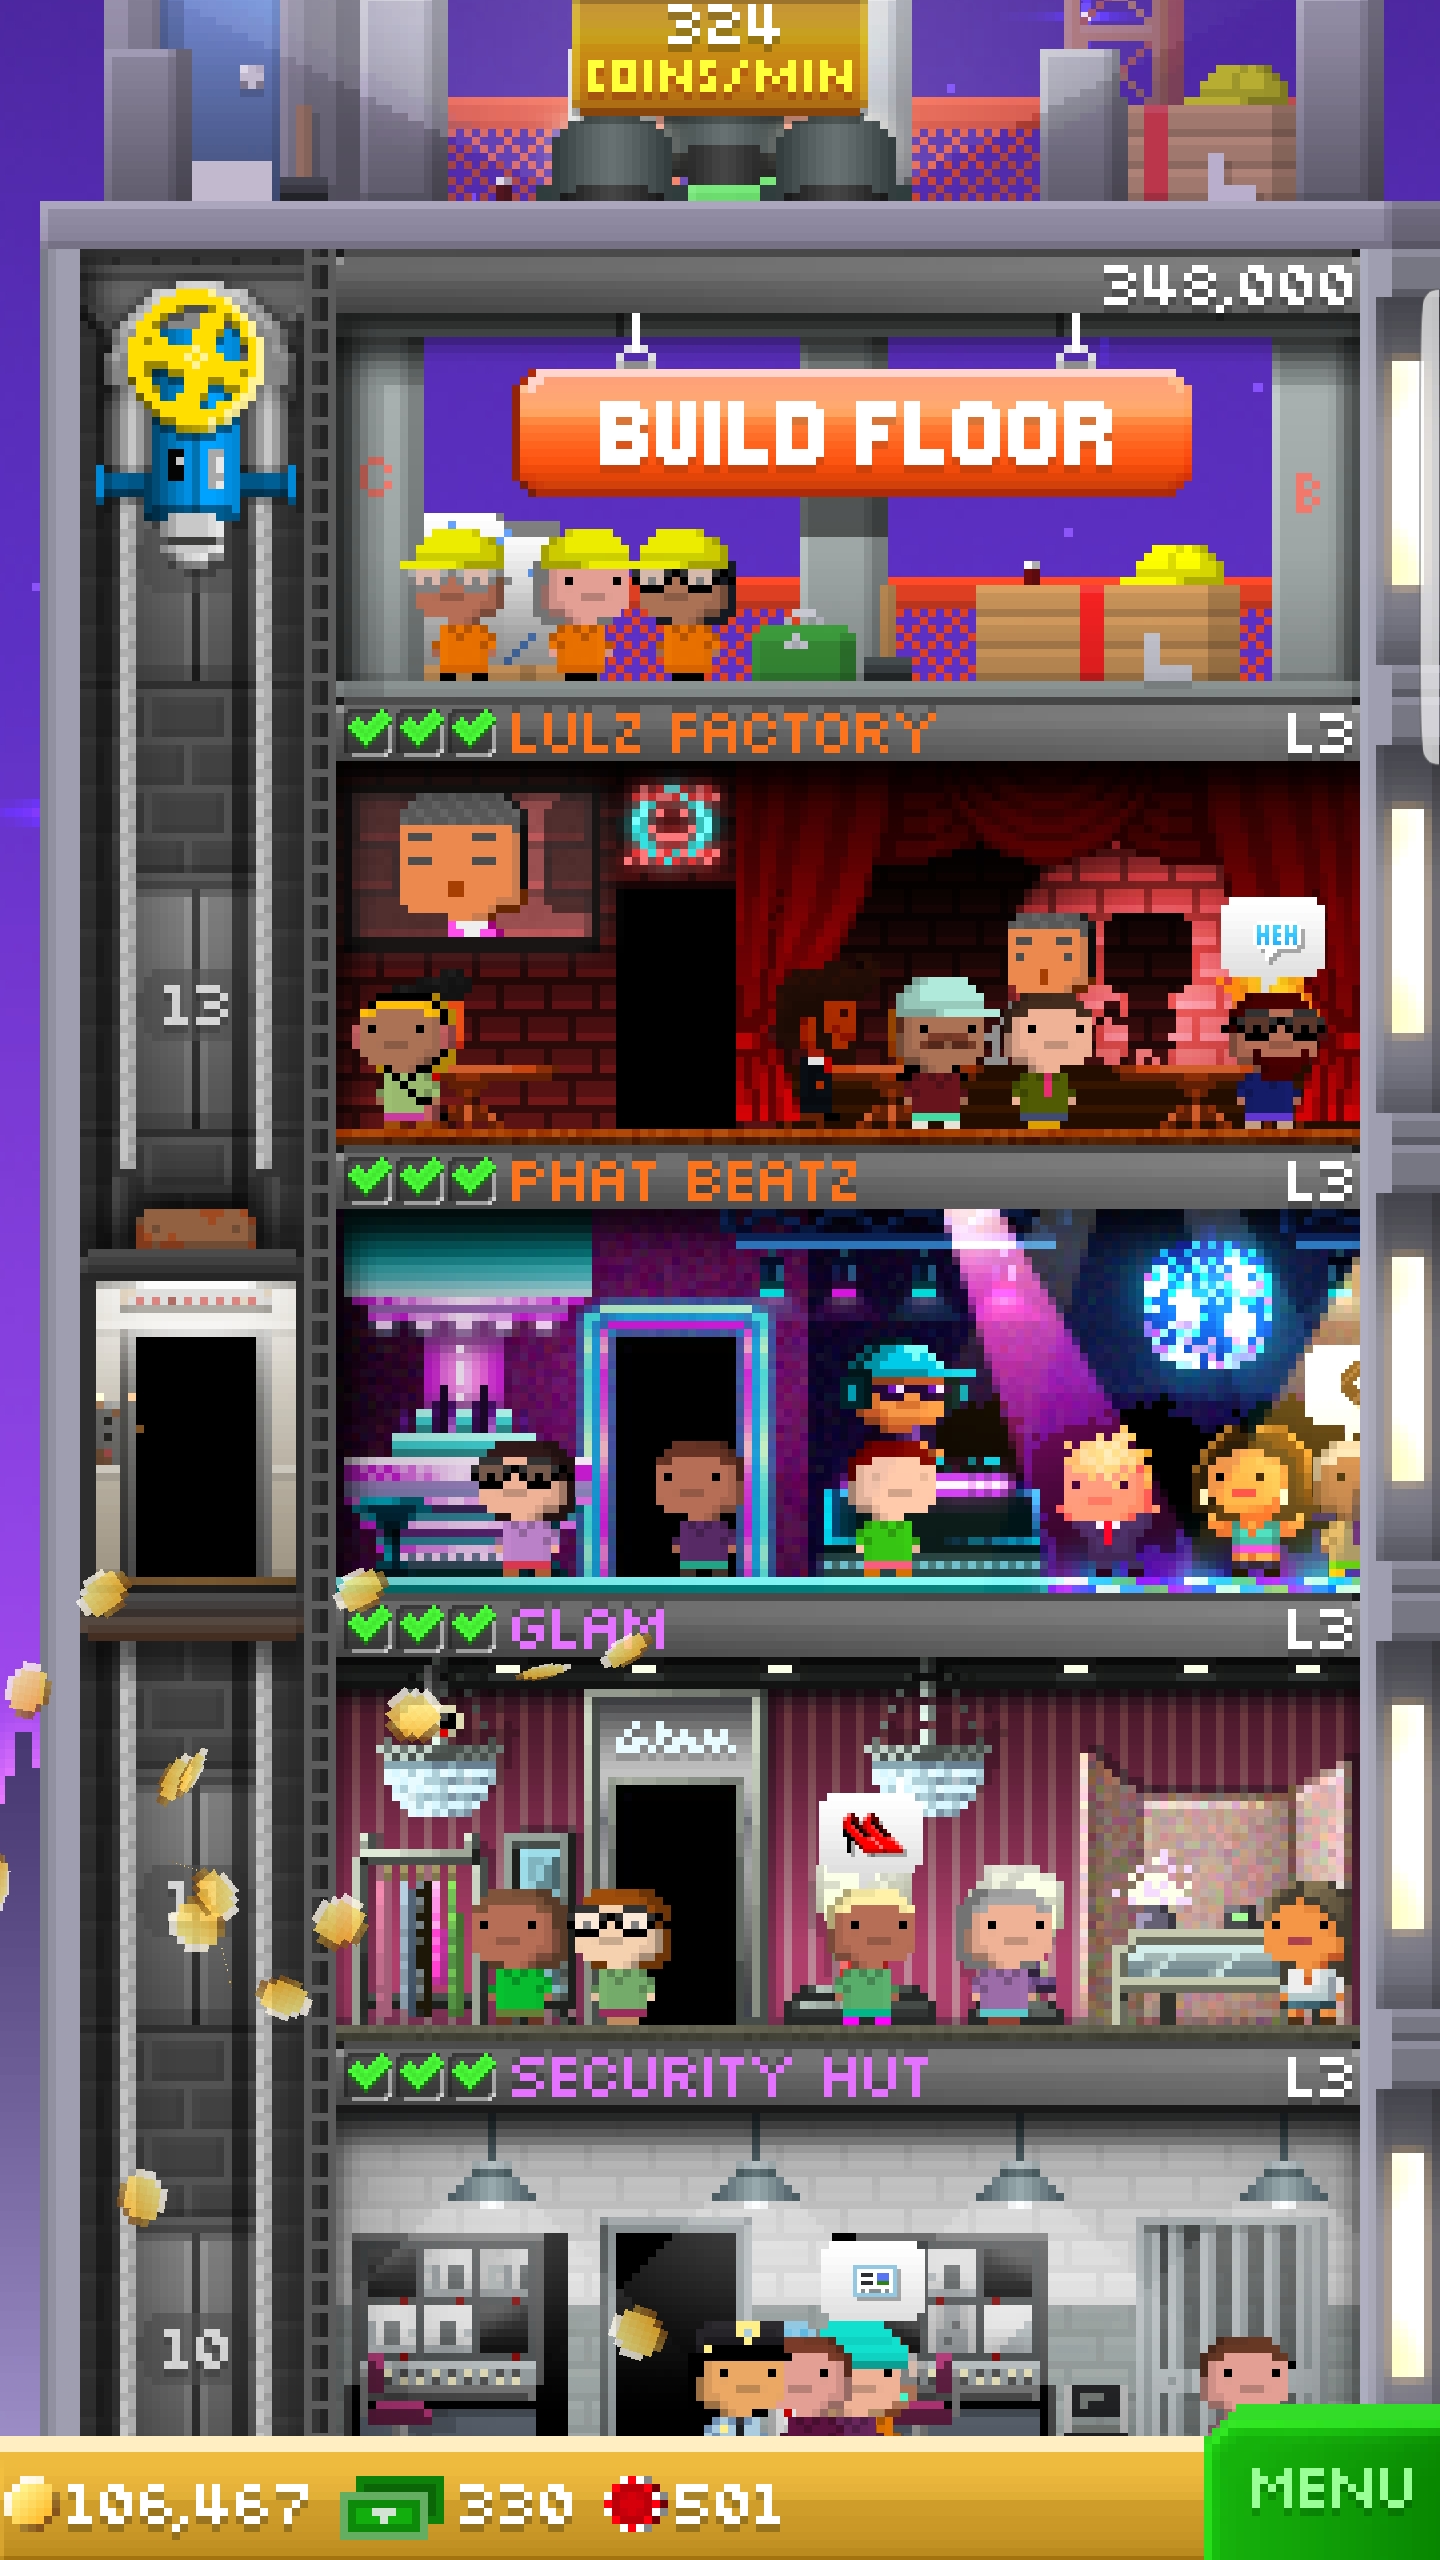 324
COINS/MIN
348,000
BUILD FLOOR
C
B
LULZ FACTORY L3
HEH
13
PHAT BEATZ L3
GLAM L3
Glam
SECURITY HUT L3
10
106,467 330 501
MENU